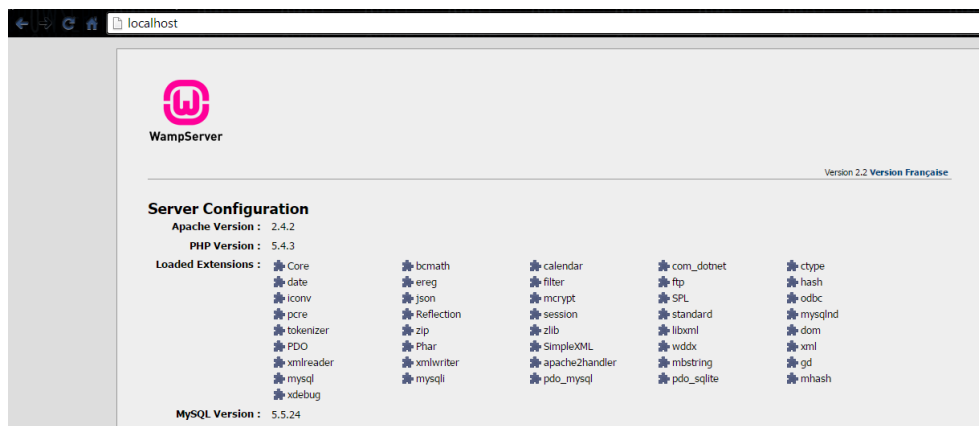 localhost
WampServer
Version 2.2 Version Française
Server Configuration
Apache Version : 2.4.2
PHP Version : 5.4.3
Loaded Extensions : Core bcmath calendar com_dotnet ctype
date ereg filter ftp hash
iconv json mcrypt SPL odbc
pcre Reflection session standard mysqlnd
tokenizer zip zlib libxml dom
PDO Phar SimpleXML wddx xml
xmlreader xmlwriter apache2handler mbstring gd
mysql mysqli pdo_mysql pdo_sqlite mhash
xdebug
MySQL Version : 5.5.24